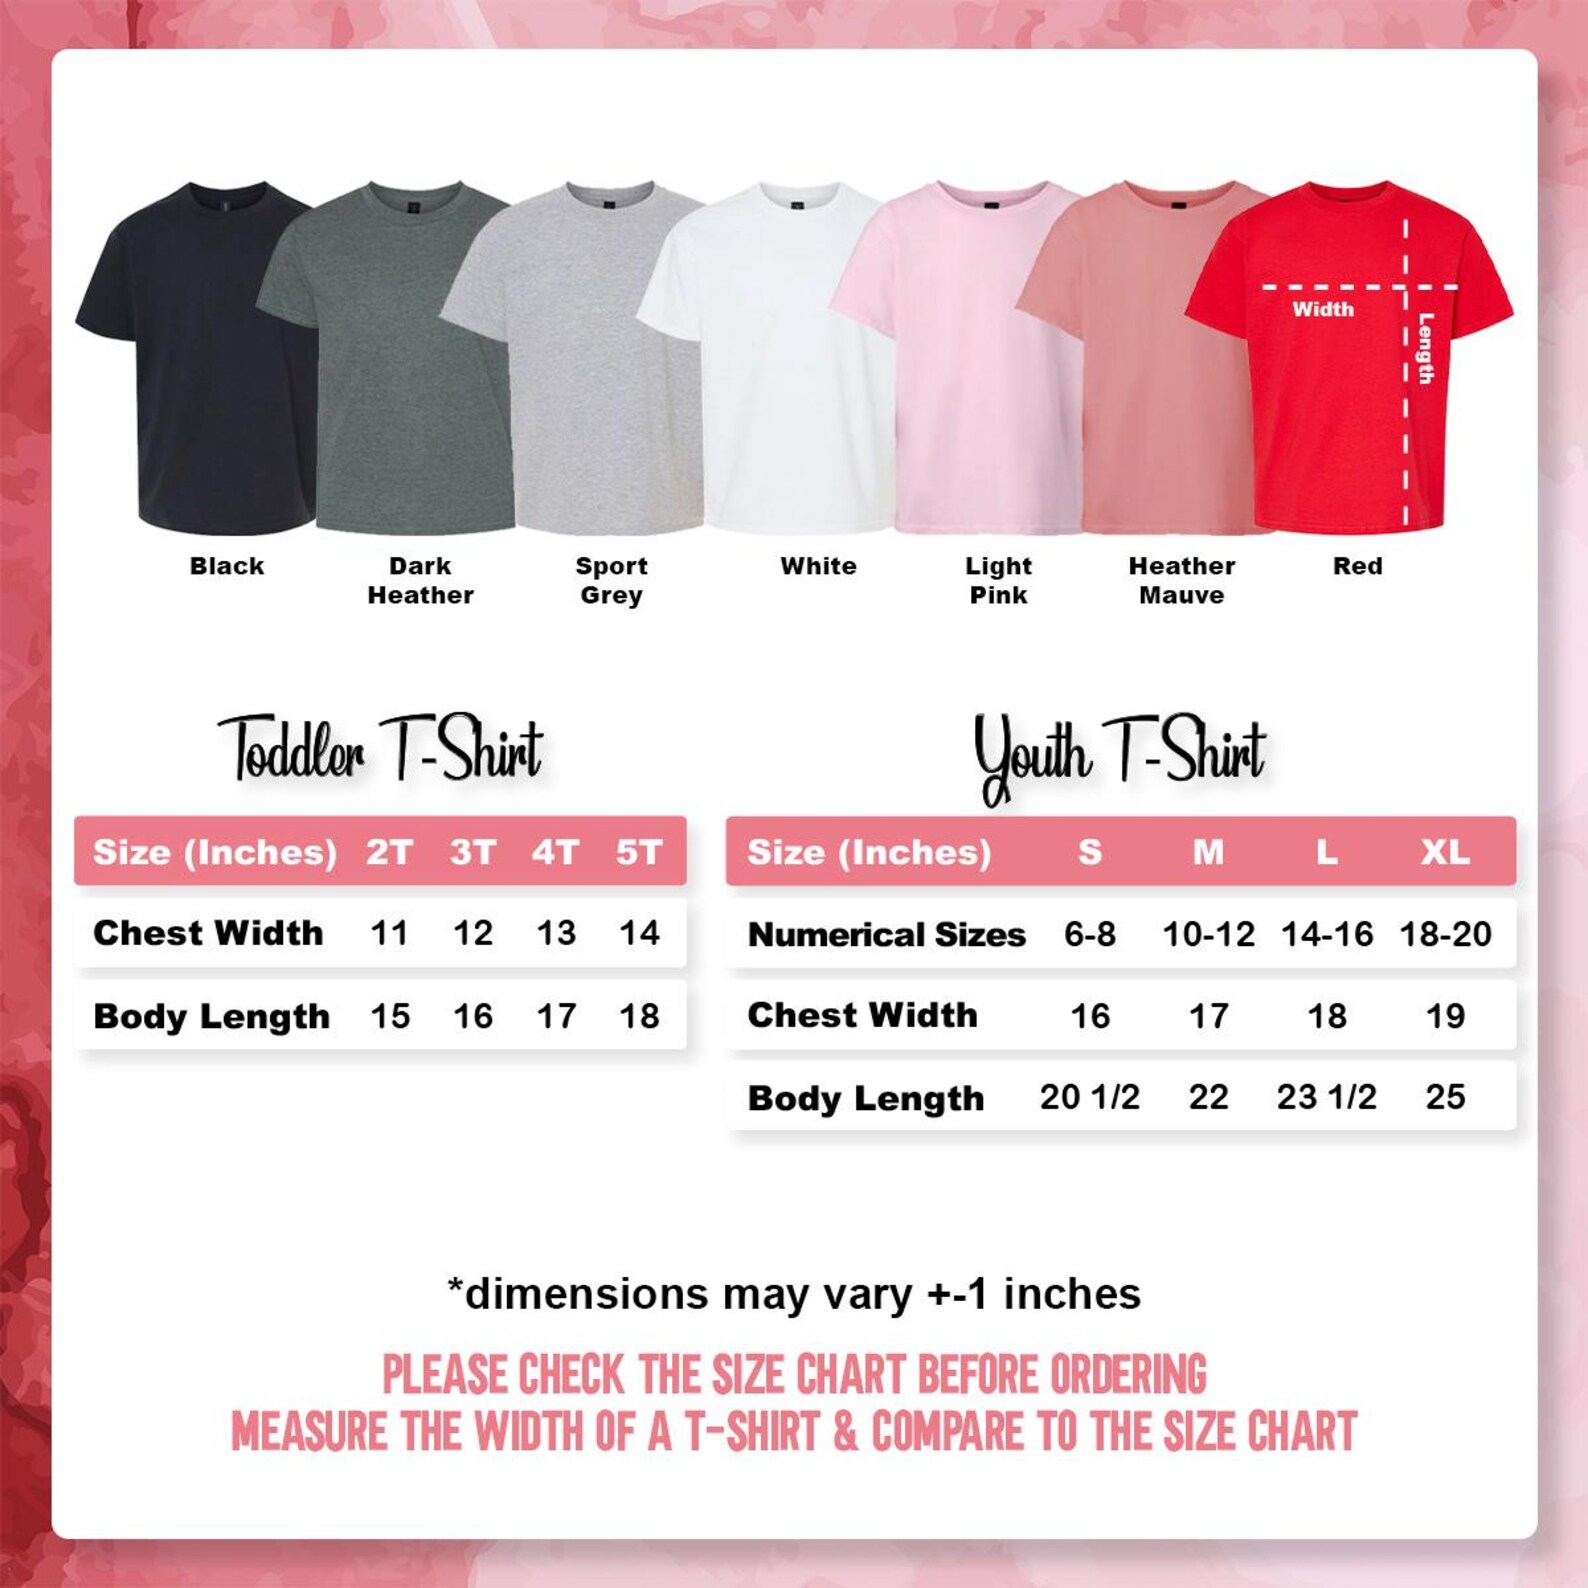 Width
Length
Black
Dark
Heather
Sport
Grey
White
Light
Pink
Heather
Mauve
Red
Toddler T-Shirt
Size (Inches) 2T 3T 4T 5T
Chest Width 11 12 13 14
Body Length 15 16 17 18
Youth T-Shirt
Size (Inches) S M L XL
Numerical Sizes 6-8 10-12 14-16 18-20
Chest Width 16 17 18 19
Body Length 20 1/2 22 23 1/2 25
*dimensions may vary +-1 inches
PLEASE CHECK THE SIZE CHART BEFORE ORDERING
MEASURE THE WIDTH OF A T-SHIRT & COMPARE TO THE SIZE CHART